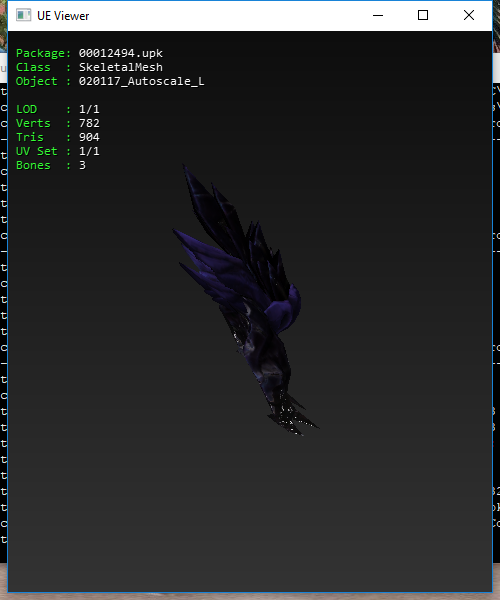 UE Viewer
Package: 00012494.upk
Class : SkeletalMesh
Object : 020117_Autoscale_L
LOD : 1/1
Verts : 782
Tris : 904
UV Set : 1/1
Bones : 3